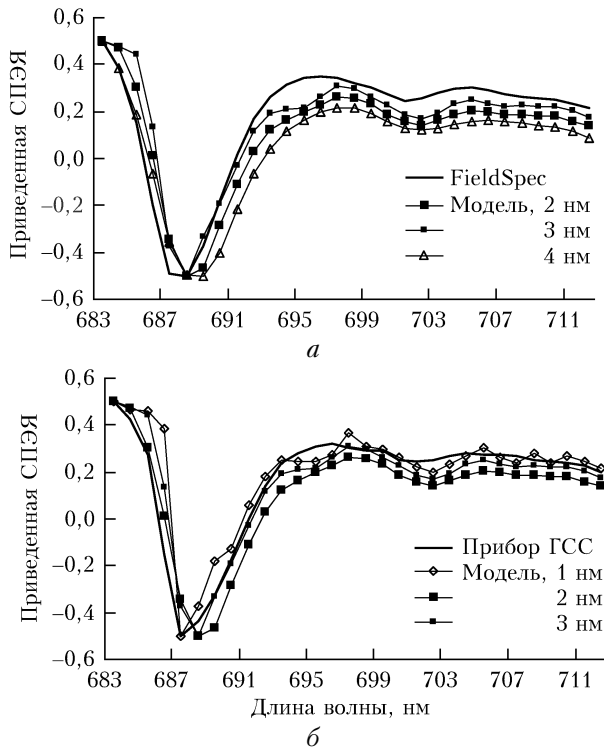 Приведенная СПЭЯ
0,6
0,4
0,2
0,0
−0,2
−0,4
−0,6
FieldSpec
Модель, 2 нм
3 нм
4 нм
683 687 691 695 699 703 707 711
а
Приведенная СПЭЯ
0,6
0,4
0,2
0,0
−0,2
−0,4
−0,6
Прибор ГСС
Модель, 1 нм
2 нм
3 нм
683 687 691 695 699 703 707 711
Длина волны, нм
б